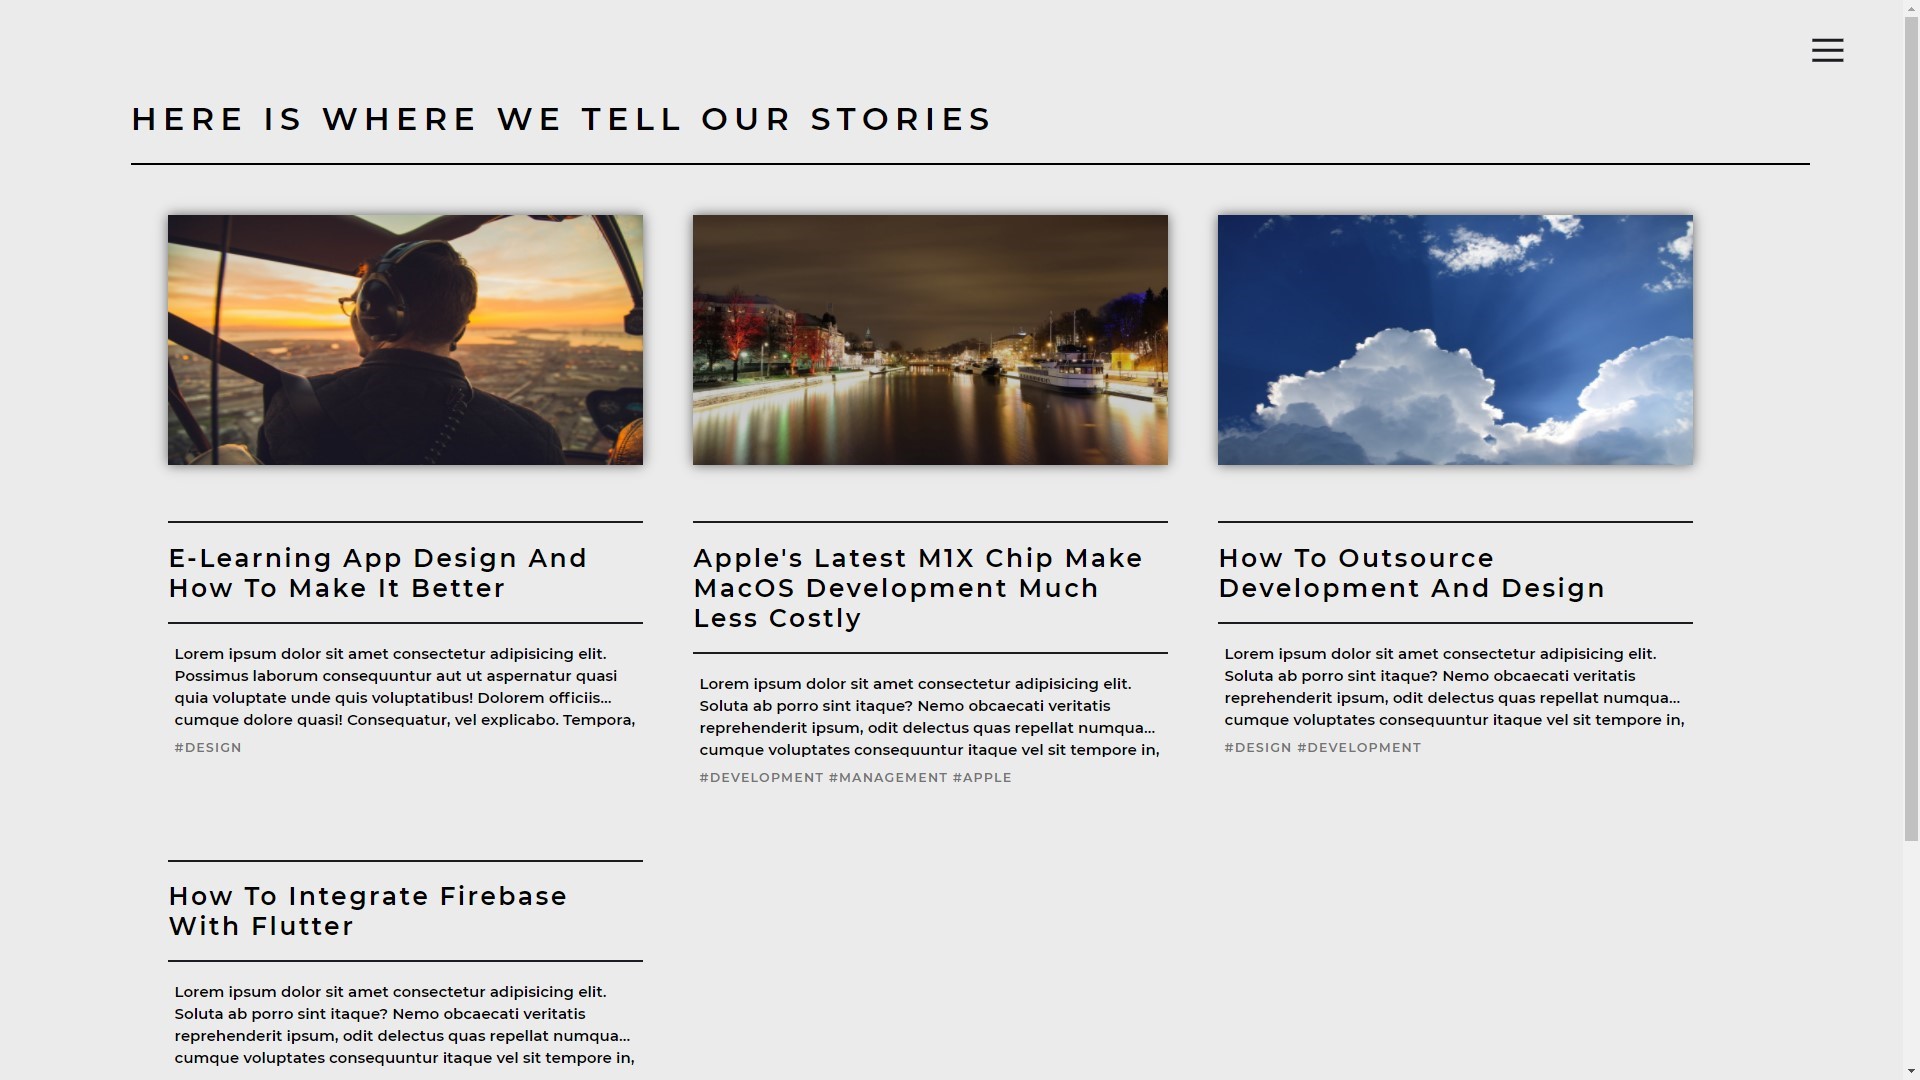 HERE IS WHERE WE TELL OUR STORIES
E-Learning App Design And
How To Make It Better
Lorem ipsum dolor sit amet consectetur adipisicing elit.
Possimus laborum consequuntur aut ut aspernatur quasi
quia voluptate unde quis voluptatibus! Dolorem officiis...
cumque dolore quasi! Consequatur, vel explicabo. Tempora,
#DESIGN
Apple's Latest M1X Chip Make
MacOS Development Much
Less Costly
Lorem ipsum dolor sit amet consectetur adipisicing elit.
Soluta ab porro sint itaque? Nemo obcaecati veritatis
reprehenderit ipsum, odit delectus quas repellat numqua...
cumque voluptates consequuntur itaque vel sit tempore in,
#DEVELOPMENT #MANAGEMENT #APPLE
How To Outsource
Development And Design
Lorem ipsum dolor sit amet consectetur adipisicing elit.
Soluta ab porro sint itaque? Nemo obcaecati veritatis
reprehenderit ipsum, odit delectus quas repellat numqua...
cumque voluptates consequuntur itaque vel sit tempore in,
#DESIGN #DEVELOPMENT
How To Integrate Firebase
With Flutter
Lorem ipsum dolor sit amet consectetur adipisicing elit.
Soluta ab porro sint itaque? Nemo obcaecati veritatis
reprehenderit ipsum, odit delectus quas repellat numqua...
cumque voluptates consequuntur itaque vel sit tempore in,